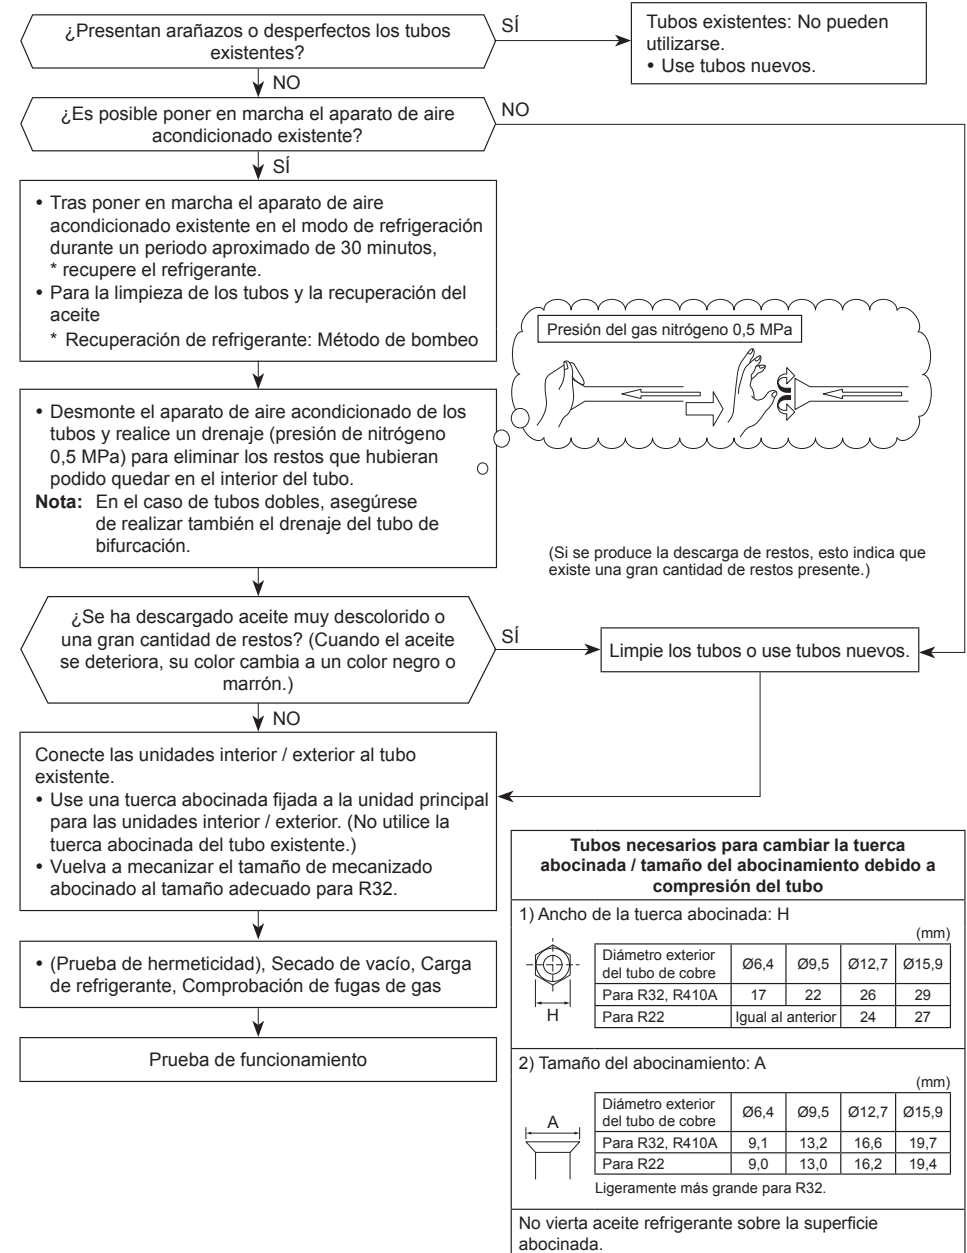 ¿Presentan arañazos o desperfectos los tubos
existentes?
SÍ
Tubos existentes: No pueden
utilizarse.
• Use tubos nuevos.
NO
¿Es posible poner en marcha el aparato de aire
acondicionado existente?
NO
SÍ
• Tras poner en marcha el aparato de aire
acondicionado existente en el modo de refrigeración
durante un periodo aproximado de 30 minutos,
* recupere el refrigerante.
• Para la limpieza de los tubos y la recuperación del
aceite
* Recuperación de refrigerante: Método de bombeo
Presión del gas nitrógeno 0,5 MPa
• Desmonte el aparato de aire acondicionado de los
tubos y realice un drenaje (presión de nitrógeno
0,5 MPa) para eliminar los restos que hubieran
podido quedar en el interior del tubo.
Nota: En el caso de tubos dobles, asegúrese
de realizar también el drenaje del tubo de
bifurcación.
(Si se produce la descarga de restos, esto indica que
existe una gran cantidad de restos presente.)
¿Se ha descargado aceite muy descolorido o
una gran cantidad de restos? (Cuando el aceite
se deteriora, su color cambia a un color negro o
marrón.)
SÍ
Limpie los tubos o use tubos nuevos.
NO
Conecte las unidades interior / exterior al tubo
existente.
• Use una tuerca abocinada fijada a la unidad principal
para las unidades interior / exterior. (No utilice la
tuerca abocinada del tubo existente.)
• Vuelva a mecanizar el tamaño de mecanizado
abocinado al tamaño adecuado para R32.
• (Prueba de hermeticidad), Secado de vacío, Carga
de refrigerante, Comprobación de fugas de gas
Prueba de funcionamiento
Tubos necesarios para cambiar la tuerca
abocinada / tamaño del abocinamiento debido a
compresión del tubo
1) Ancho de la tuerca abocinada: H
(mm)
H
Diámetro exterior
del tubo de cobre Ø6,4 Ø9,5 Ø12,7 Ø15,9
Para R32, R410A 17 22 26 29
Para R22 Igual al anterior 24 27
2) Tamaño del abocinamiento: A
(mm)
A
Diámetro exterior
del tubo de cobre Ø6,4 Ø9,5 Ø12,7 Ø15,9
Para R32, R410A 9,1 13,2 16,6 19,7
Para R22 9,0 13,0 16,2 19,4
Ligeramente más grande para R32.
No vierta aceite refrigerante sobre la superficie
abocinada.